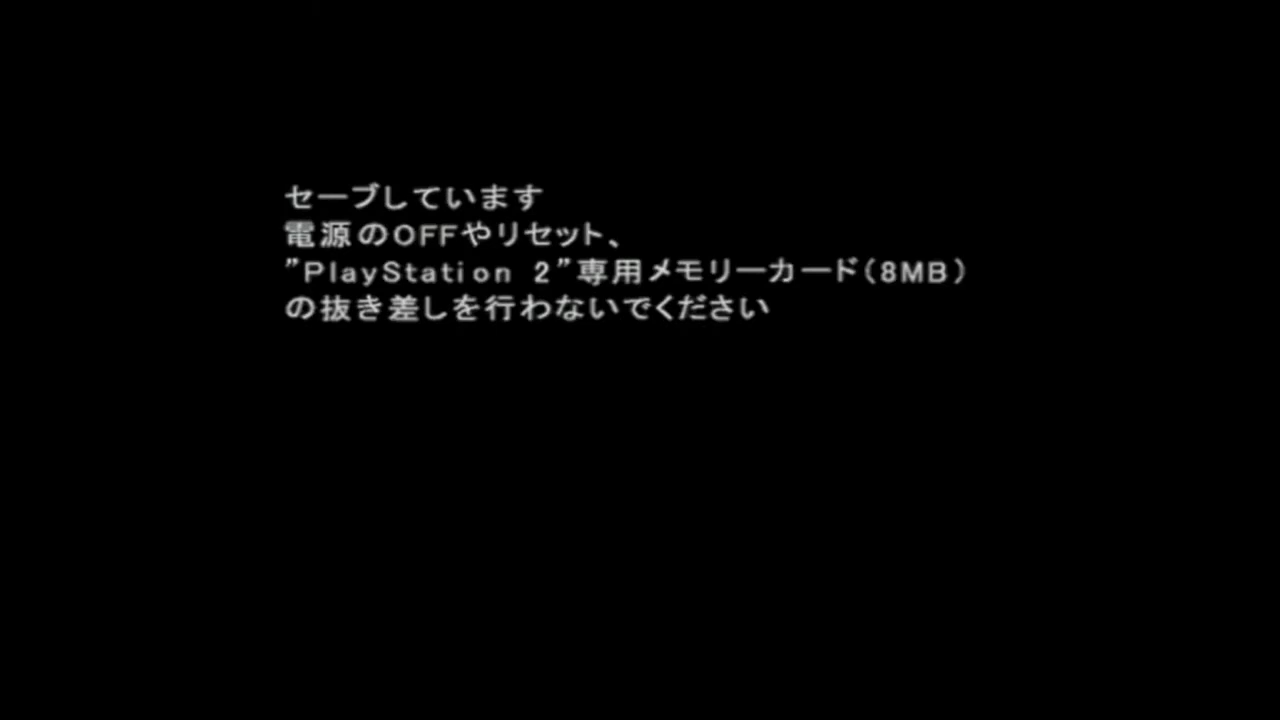 セーブしています
電源のOFFやリセット、
”PlayStation 2”専用メモリーカード（8MB）
の抜き差しを行わないでください